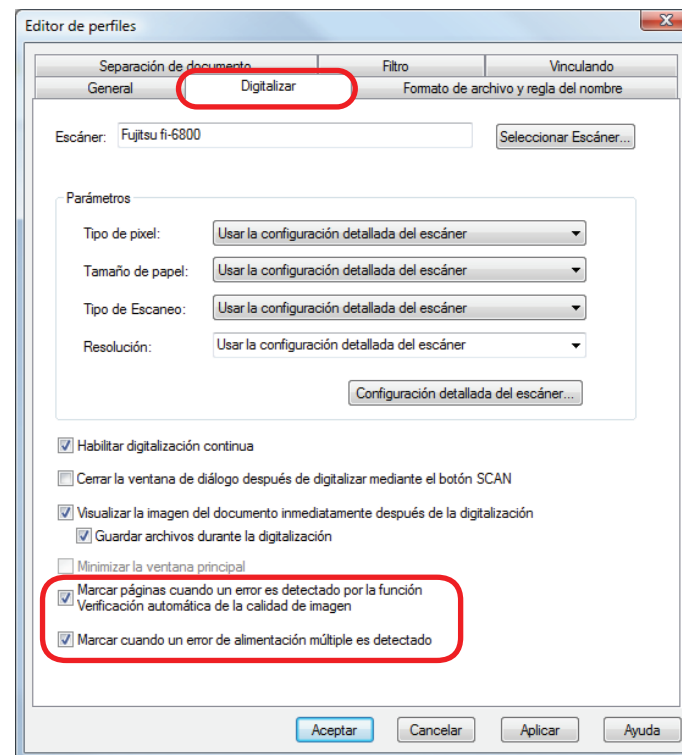 Editor de perfiles
Separación de documento Filtro Vinculando
General Digitalizar Formato de archivo y regla del nombre
Escáner: Fujitsu fi-6800 Seleccionar Escáner...
Parámetros
Tipo de pixel: Usar la configuración detallada del escáner
Tamaño de papel: Usar la configuración detallada del escáner
Tipo de Escaneo: Usar la configuración detallada del escáner
Resolución: Usar la configuración detallada del escáner
Configuración detallada del escáner...
Habilitar digitalización continua
Cerrar la ventana de diálogo después de digitalizar mediante el botón SCAN
Visualizar la imagen del documento inmediatamente después de la digitalización
Guardar archivos durante la digitalización
Minimizar la ventana principal
Marcar páginas cuando un error es detectado por la función
Verificación automática de la calidad de imagen
Marcar cuando un error de alimentación múltiple es detectado
Aceptar Cancelar Aplicar Ayuda